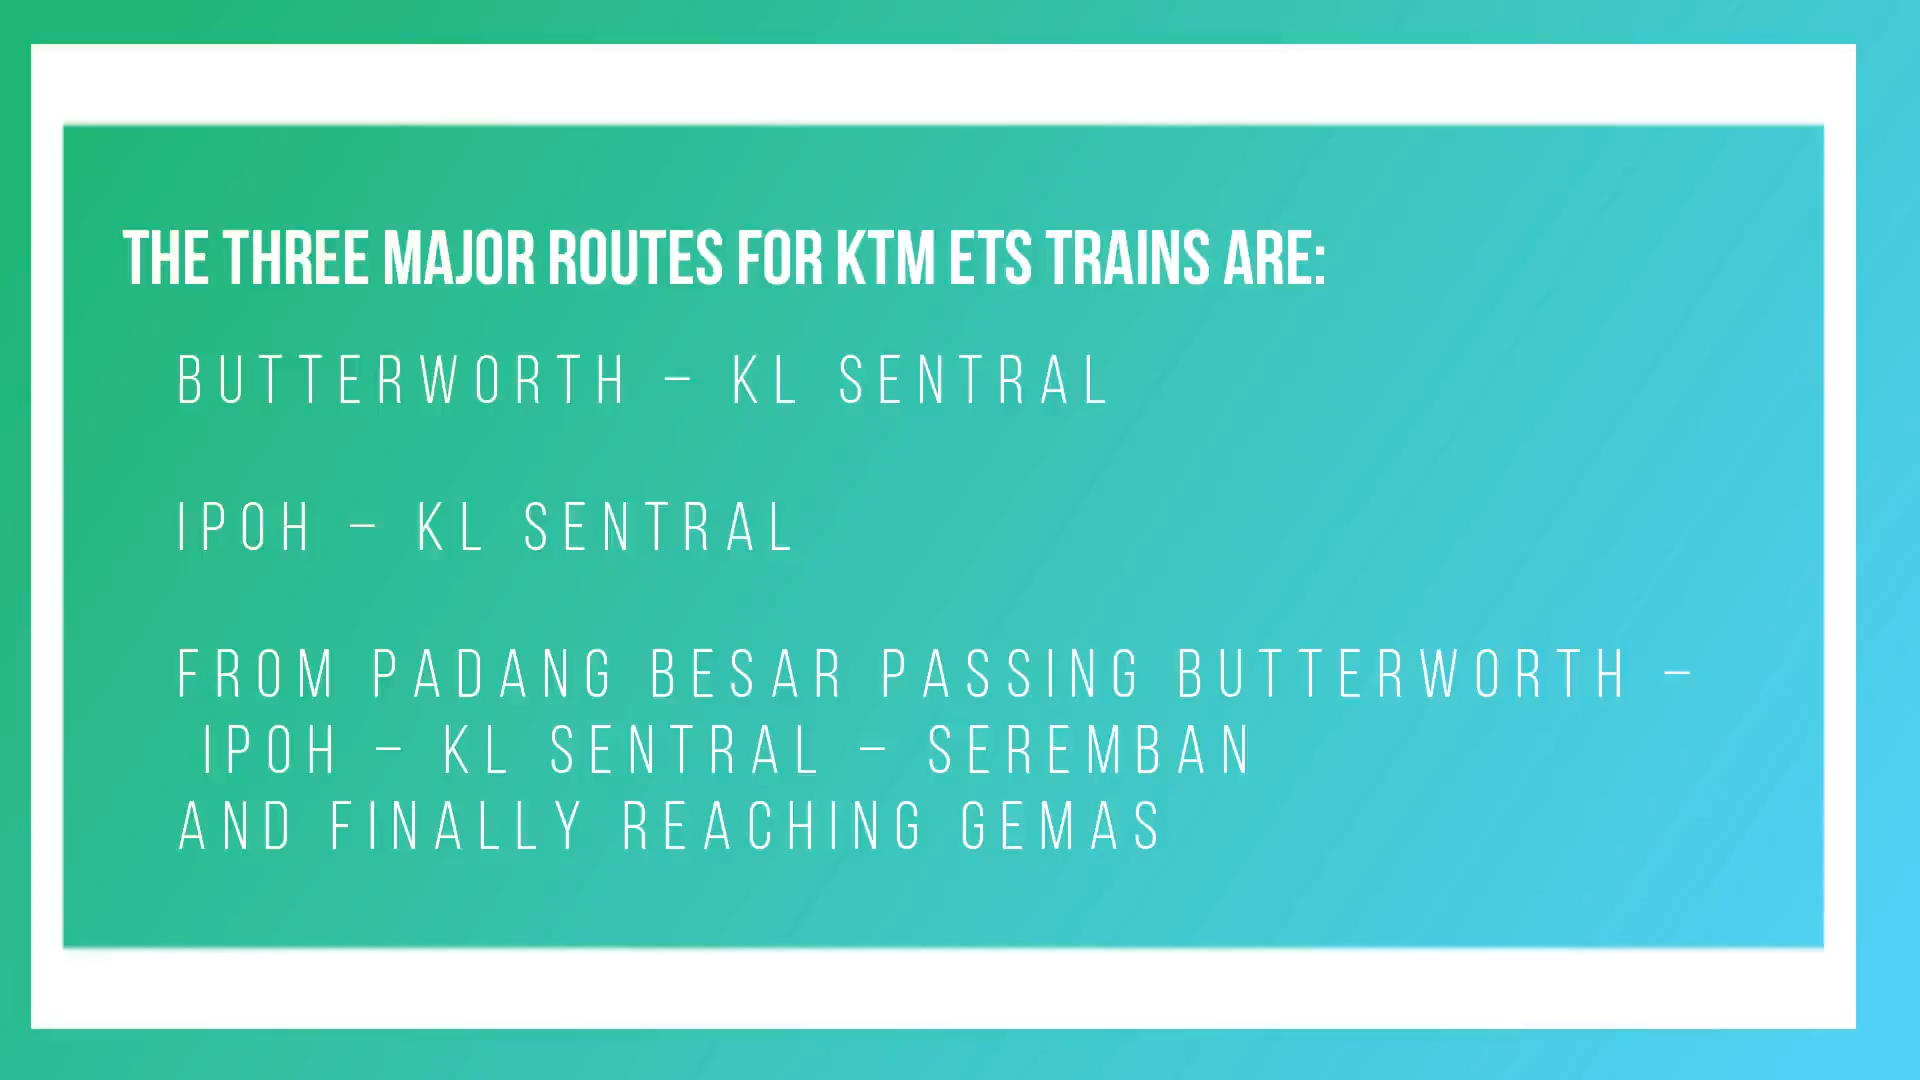 THE THREE MAJOR ROUTES FOR KTM ETS TRAINS ARE:
BUTTERWORTH – KL SENTRAL
IPOH – KL SENTRAL
FROM PADANG BESAR PASSING BUTTERWORTH –
IPOH – KL SENTRAL – SEREMBAN
AND FINALLY REACHING GEMAS